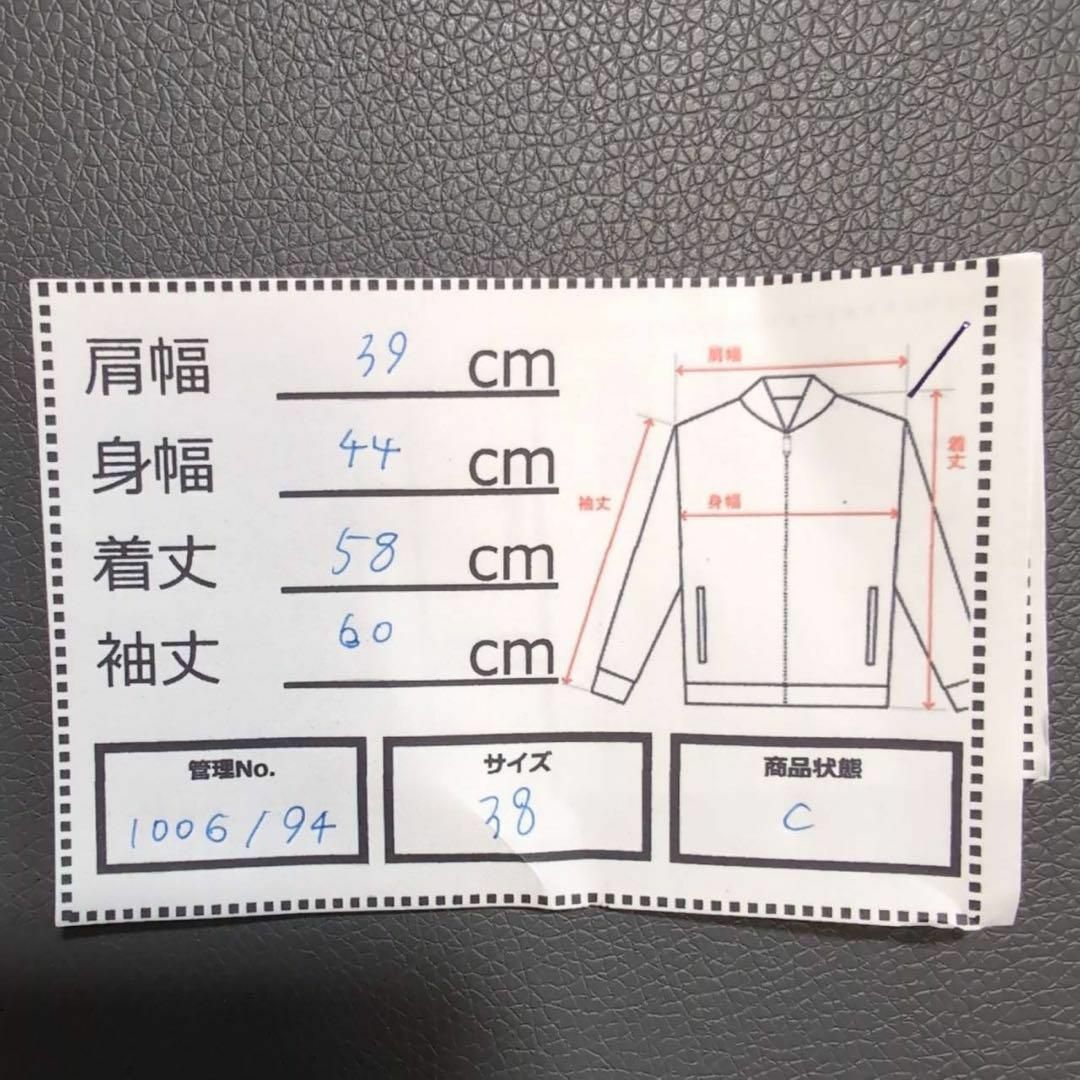 肩幅 39 cm
身幅 44 cm
着丈 58 cm
袖丈 60 cm
肩幅
着丈
袖丈
身幅
管理No.
1006/94
サイズ
38
商品状態
C